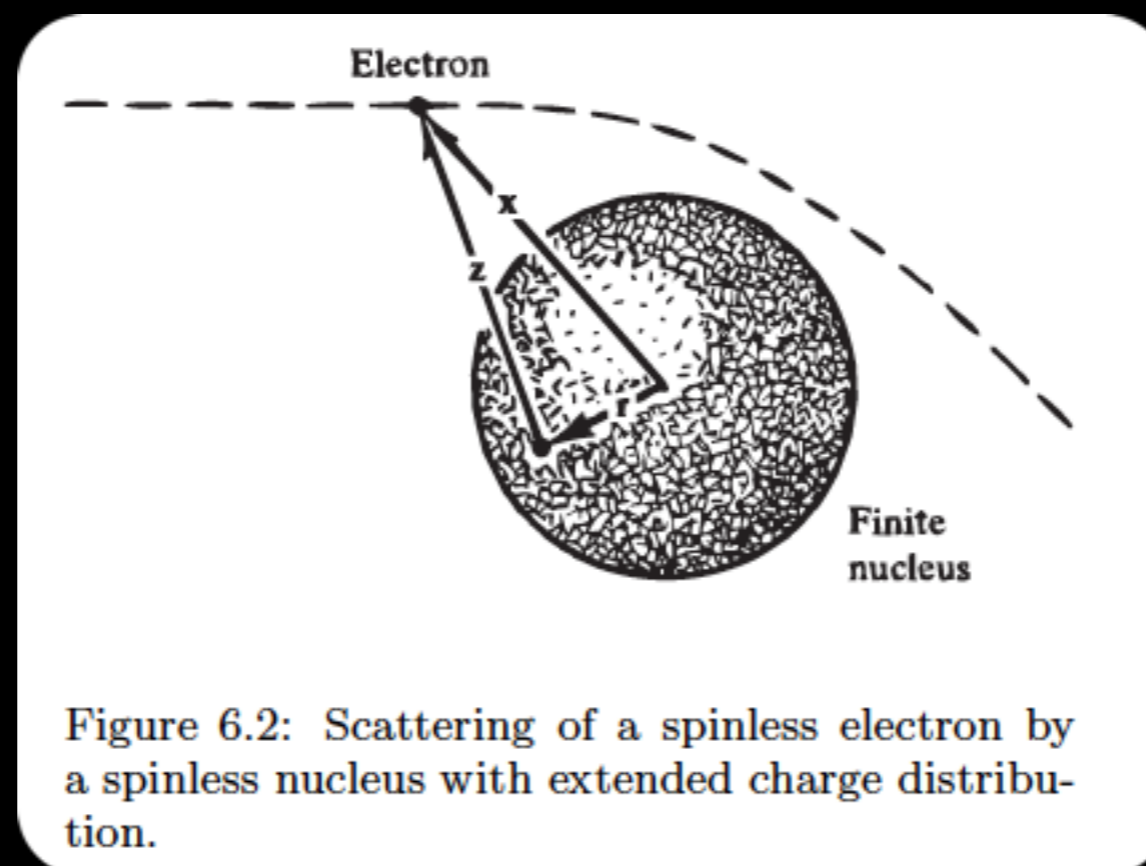 Electron
x
z
r
Finite
nucleus
Figure 6.2: Scattering of a spinless electron by
a spinless nucleus with extended charge distribu-
tion.